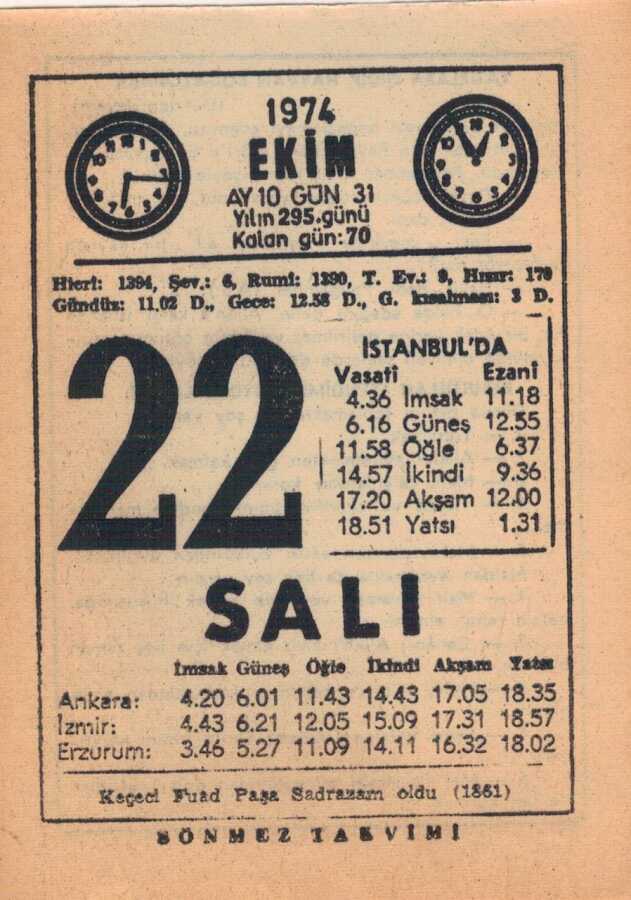 1974
EKİM
AY 10 GÜN 31
Yılın 295.günü
Kalan gün:70
Hicri: 1394, Şev.: 6, Rumi: 1390, T. Ev.: 9, Hızır: 170
Gündüz: 11.02 D., Gece: 12.58 D., G. kısalması: 3 D.
22
İSTANBUL'DA
Vasatî Ezanî
4.36 İmsak 11.18
6.16 Güneş 12.55
11.58 Öğle 6.37
14.57 İkindi 9.36
17.20 Akşam 12.00
18.51 Yatsı 1.31
SALI
İmsak Güneş Öğle İkindi Akşam Yatsı
Ankara: 4.20 6.01 11.43 14.43 17.05 18.35
İzmir: 4.43 6.21 12.05 15.09 17.31 18.57
Erzurum: 3.46 5.27 11.09 14.11 16.32 18.02
Keçeci Fuad Paşa Sadrazam oldu (1861)
SÖNMEZ TAKVİMİ